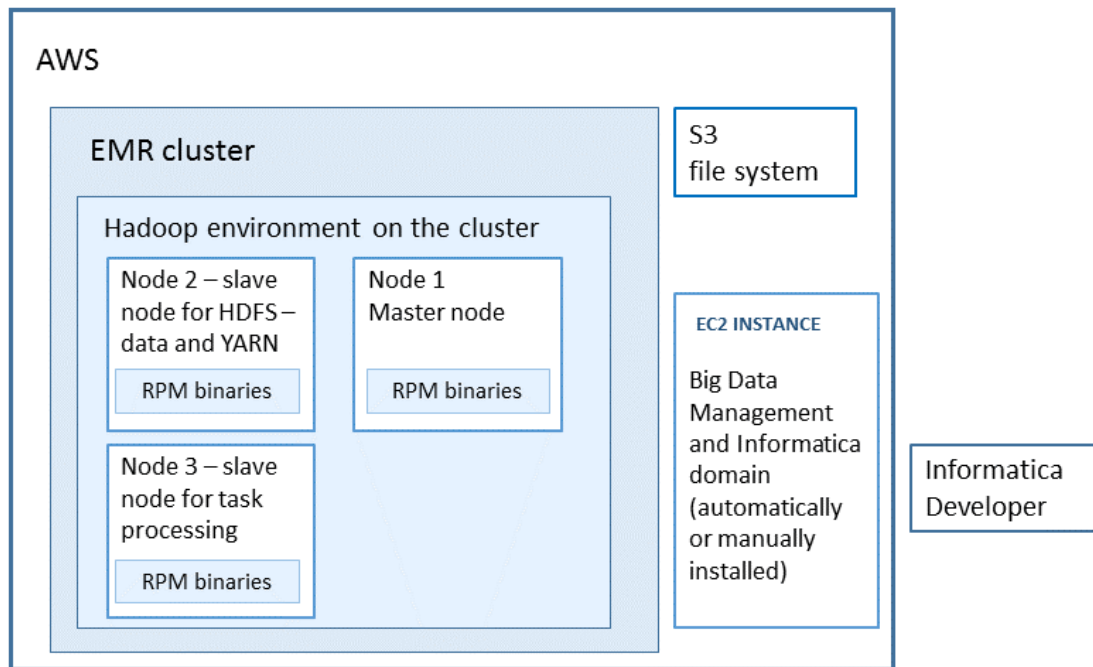 AWS
EMR cluster
Hadoop environment on the cluster
Node 2 – slave
node for HDFS –
data and YARN
RPM binaries
Node 1
Master node
RPM binaries
Node 3 – slave
node for task
processing
RPM binaries
S3
file system
EC2 INSTANCE
Big Data
Management
and Informatica
domain
(automatically
or manually
installed)
Informatica
Developer